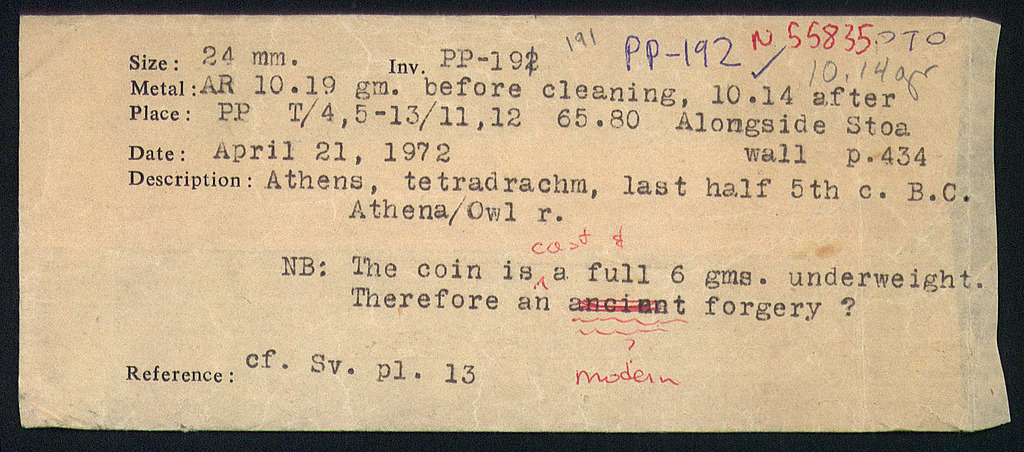 191 PP-192 N 55835 PTO
Size: 24 mm. Inv. PP-192 10.14 gr
Metal: AR 10.19 gm. before cleaning, 10.14 after
Place: PP T/4,5-13/11,12 65.80 Alongside Stoa
Date: April 21, 1972 wall p.434
Description: Athens, tetradrachm, last half 5th c. B.C.
Athena/Owl r.
cast &
NB: The coin is a full 6 gms. underweight.
Therefore an ancient forgery ?
?
Reference: cf. Sv. pl. 13 modern